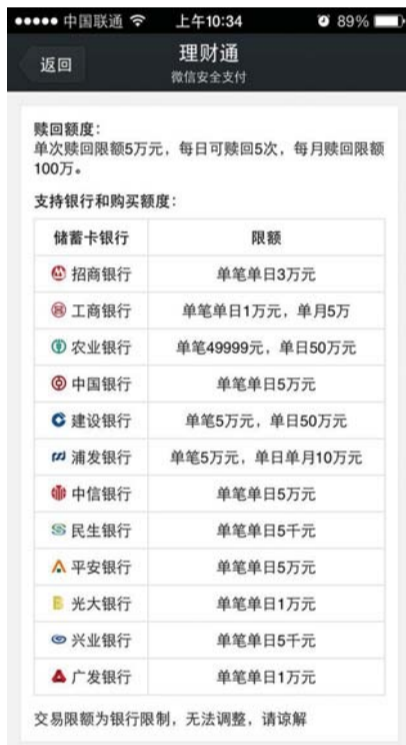 中国联通 上午10:34 89%
返回 理财通
微信安全支付
赎回额度：
单次赎回限额5万元，每日可赎回5次，每月赎回限额
100万。
支持银行和购买额度：
储蓄卡银行 限额
招商银行 单笔单日3万元
工商银行 单笔单日1万元，单月5万
农业银行 单笔49999元，单日50万元
中国银行 单笔单日5万元
建设银行 单笔5万元，单日50万元
浦发银行 单笔5万元，单日单月10万元
中信银行 单笔单日5万元
民生银行 单笔单日5千元
平安银行 单笔单日5万元
光大银行 单笔单日1万元
兴业银行 单笔单日5千元
广发银行 单笔单日1万元
交易限额为银行限制，无法调整，请谅解